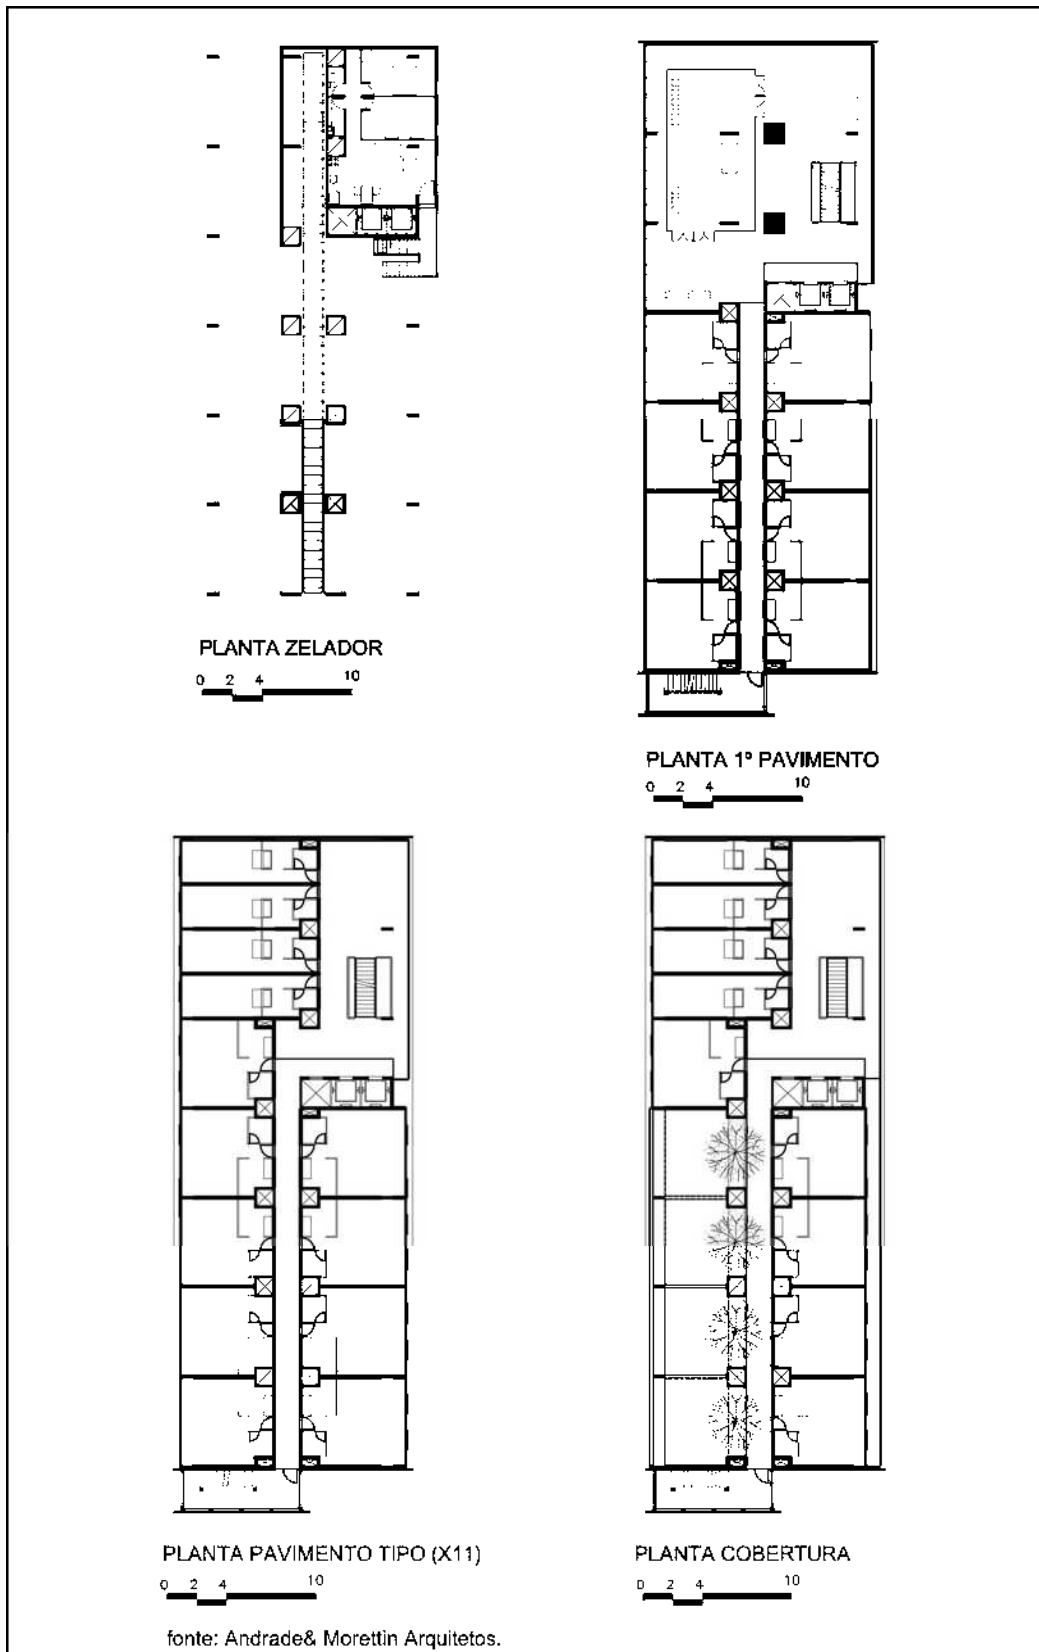 PLANTA ZELADOR
0 2 4 10
PLANTA 1º PAVIMENTO
0 2 4 10
PLANTA PAVIMENTO TIPO (X11)
0 2 4 10
PLANTA COBERTURA
0 2 4 10
fonte: Andrade& Morettin Arquitetos.